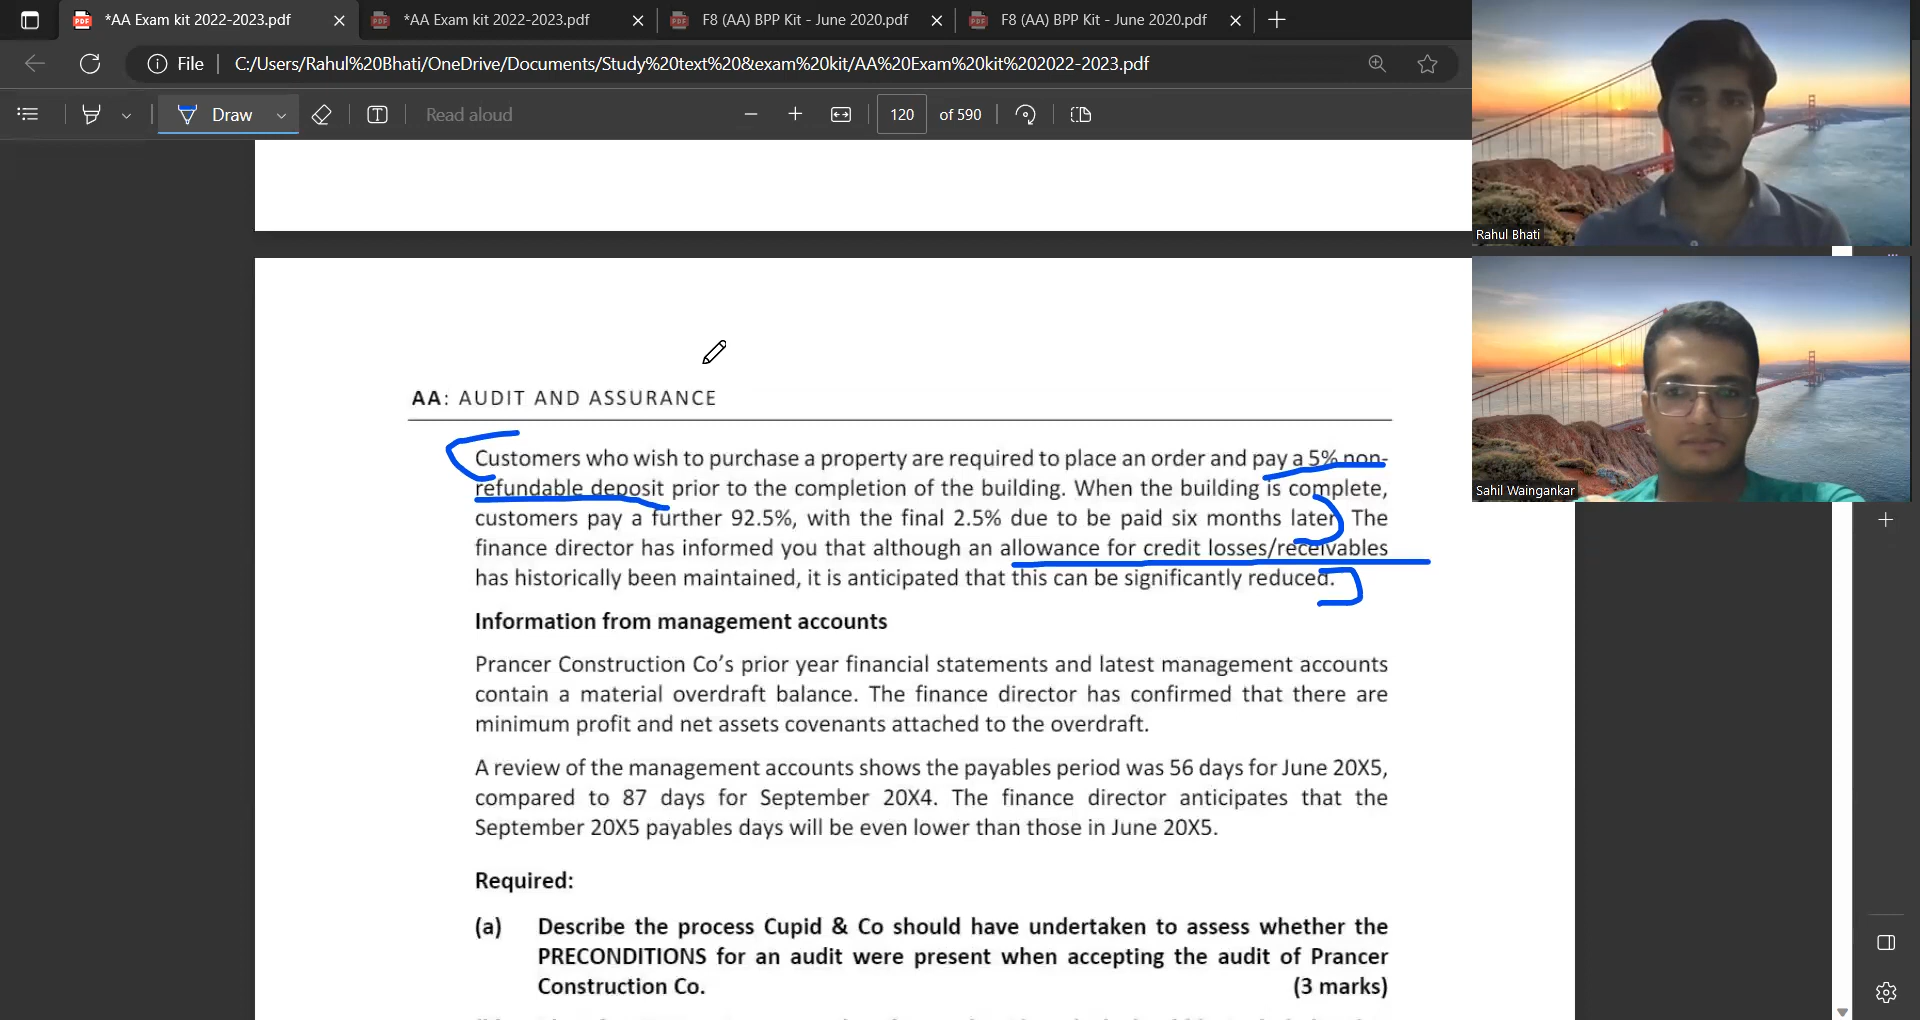 *AA Exam kit 2022-2023.pdf
*AA Exam kit 2022-2023.pdf
F8 (AA) BPP Kit - June 2020.pdf
F8 (AA) BPP Kit - June 2020.pdf
File
C:/Users/Rahul%20Bhati/OneDrive/Documents/Study%20text%20&exam%20kit/AA%20Exam%20kit%202022-2023.pdf
Draw
Read aloud
120 of 590
Rahul Bhati
Sahil Waingankar
AA: AUDIT AND ASSURANCE
Customers who wish to purchase a property are required to place an order and pay a 5% non-
refundable deposit prior to the completion of the building. When the building is complete,
customers pay a further 92.5%, with the final 2.5% due to be paid six months later. The
finance director has informed you that although an allowance for credit losses/receivables
has historically been maintained, it is anticipated that this can be significantly reduced.
Information from management accounts
Prancer Construction Co's prior year financial statements and latest management accounts
contain a material overdraft balance. The finance director has confirmed that there are
minimum profit and net assets covenants attached to the overdraft.
A review of the management accounts shows the payables period was 56 days for June 20X5,
compared to 87 days for September 20X4. The finance director anticipates that the
September 20X5 payables days will be even lower than those in June 20X5.
Required:
(a) Describe the process Cupid & Co should have undertaken to assess whether the
PRECONDITIONS for an audit were present when accepting the audit of Prancer
Construction Co. (3 marks)